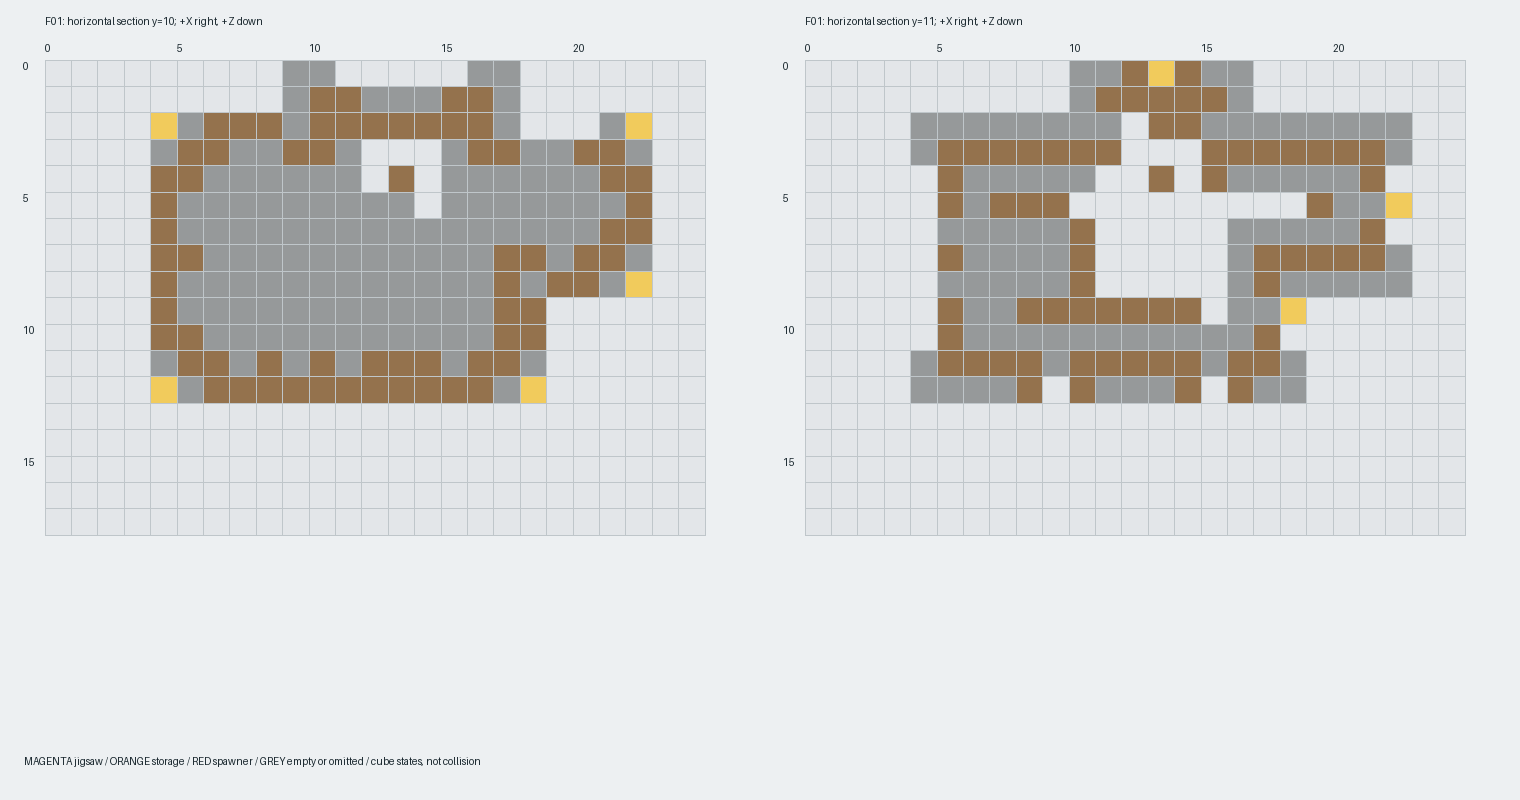 F01: horizontal section y=10; +X right, +Z down
0 5 10 15 20
0
5
10
15
F01: horizontal section y=11; +X right, +Z down
0 5 10 15 20
0
5
10
15
MAGENTA jigsaw / ORANGE storage / RED spawner / GREY empty or omitted / cube states, not collision